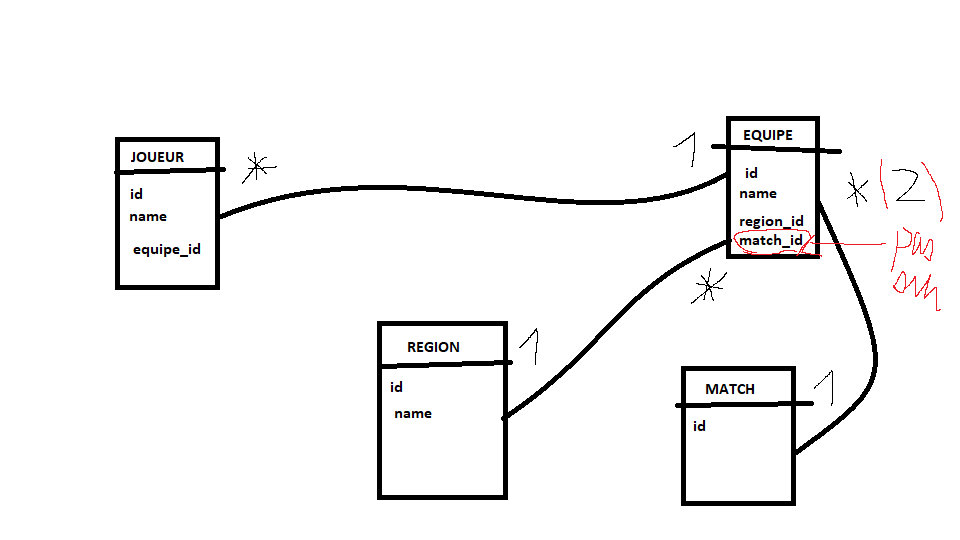 JOUEUR
id
name
equipe_id
*
1
EQUIPE
id
name
region_id
match_id
*(2)
pas
sûr
*
REGION
id
name
1
MATCH
id
1